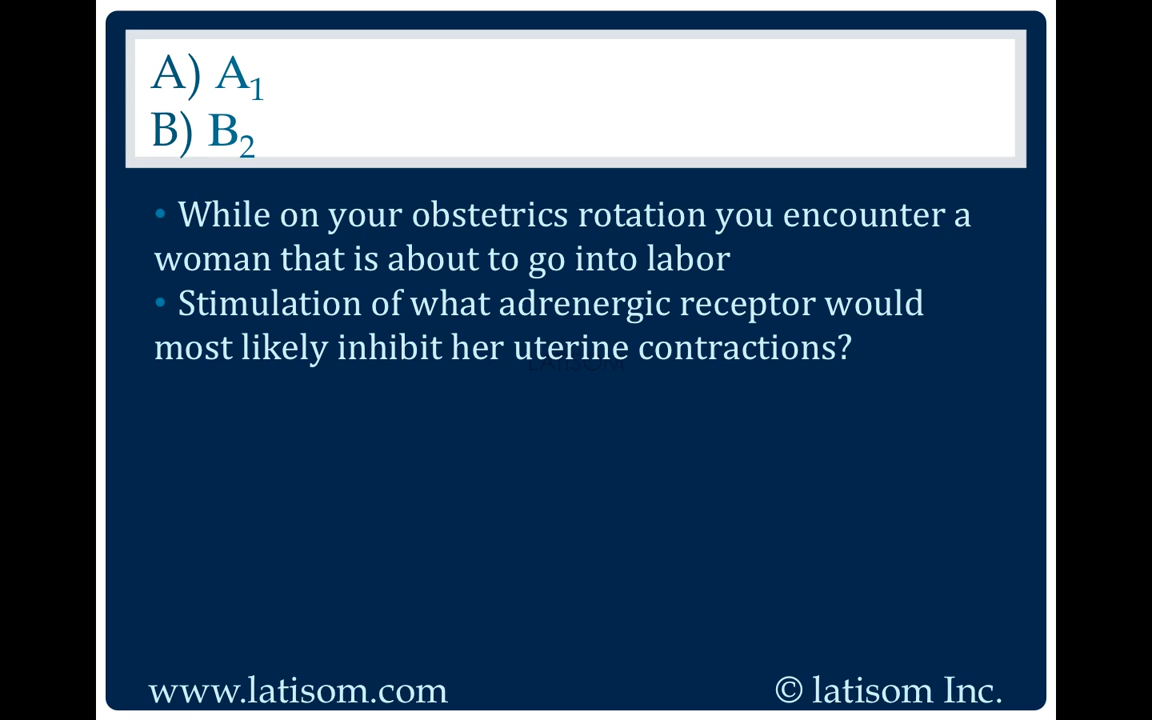 A) A₁
B) B₂
• While on your obstetrics rotation you encounter a
woman that is about to go into labor
• Stimulation of what adrenergic receptor would
most likely inhibit her uterine contractions?
LATISOM
www.latisom.com
© latisom Inc.